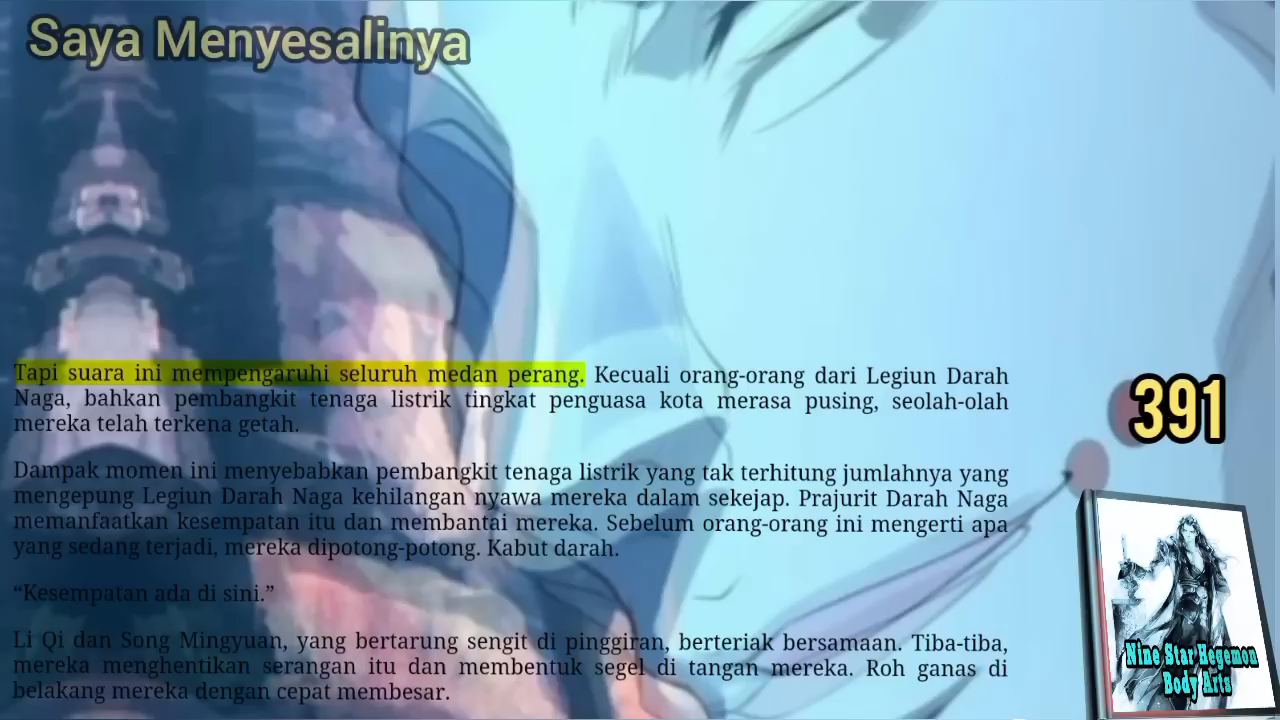 Saya Menyesalinya
Tapi suara ini mempengaruhi seluruh medan perang. Kecuali orang-orang dari Legiun Darah
Naga, bahkan pembangkit tenaga listrik tingkat penguasa kota merasa pusing, seolah-olah
mereka telah terkena getah.
Dampak momen ini menyebabkan pembangkit tenaga listrik yang tak terhitung jumlahnya yang
mengepung Legiun Darah Naga kehilangan nyawa mereka dalam sekejap. Prajurit Darah Naga
memanfaatkan kesempatan itu dan membantai mereka. Sebelum orang-orang ini mengerti apa
yang sedang terjadi, mereka dipotong-potong. Kabut darah.
“Kesempatan ada di sini.”
Li Qi dan Song Mingyuan, yang bertarung sengit di pinggiran, berteriak bersamaan. Tiba-tiba,
mereka menghentikan serangan itu dan membentuk segel di tangan mereka. Roh ganas di
belakang mereka dengan cepat membesar.
391
Nine Star Hegemon
Body Arts